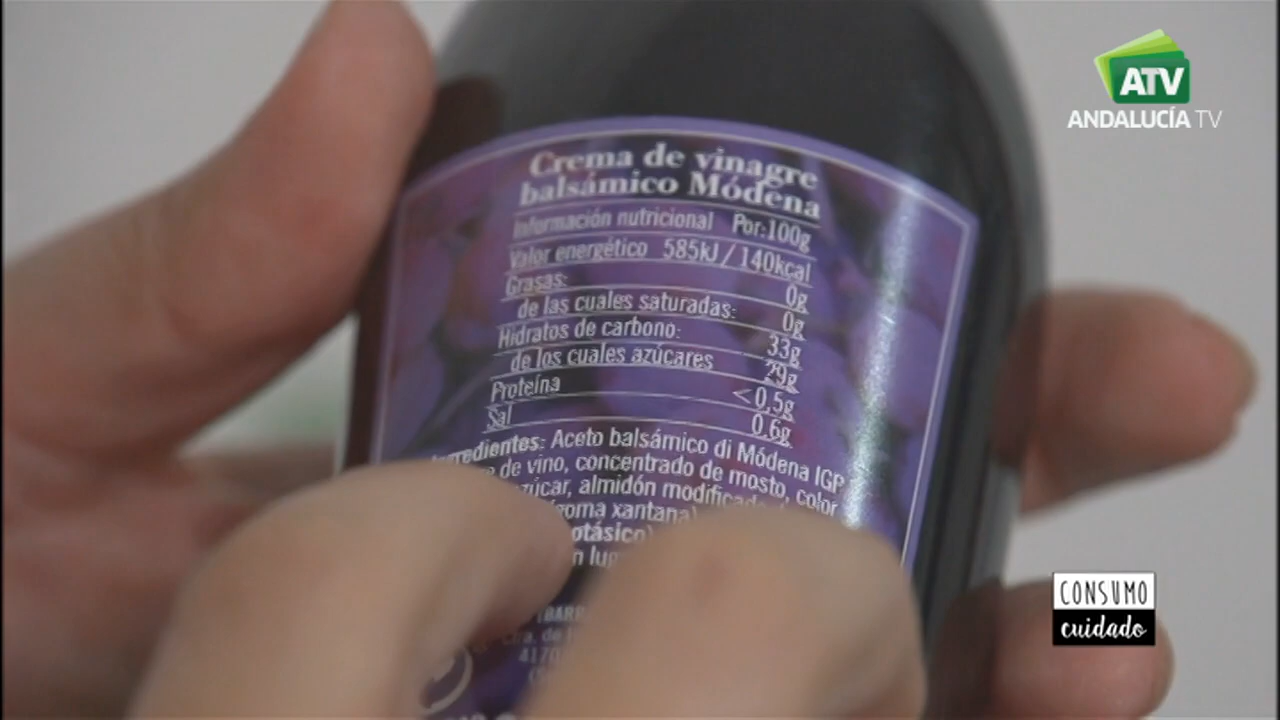 ATV
ANDALUCÍA TV
Crema de vinagre
balsámico Módena
Información nutricional Por:100g
Valor energético 585kJ / 140kcal
Grasas: 0g
de las cuales saturadas: 0g
Hidratos de carbono: 33g
de los cuales azúcares 29g
Proteína <0,5g
Sal 0,6g
Ingredientes: Aceto balsámico di Módena IGP
de vino, concentrado de mosto, color
azúcar, almidón
goma xantana)
otásico)
CONSUMO
cuidado